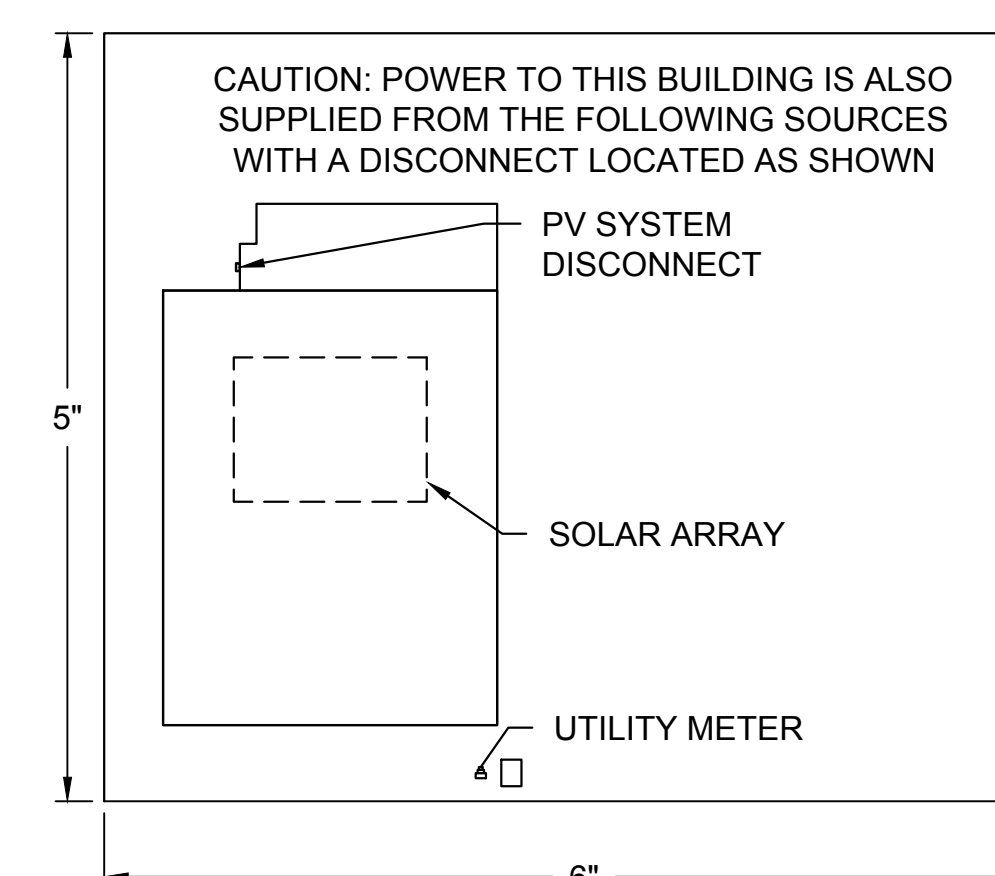 CAUTION: POWER TO THIS BUILDING IS ALSO
SUPPLIED FROM THE FOLLOWING SOURCES
WITH A DISCONNECT LOCATED AS SHOWN
PV SYSTEM
DISCONNECT
5"
SOLAR ARRAY
UTILITY METER
6"